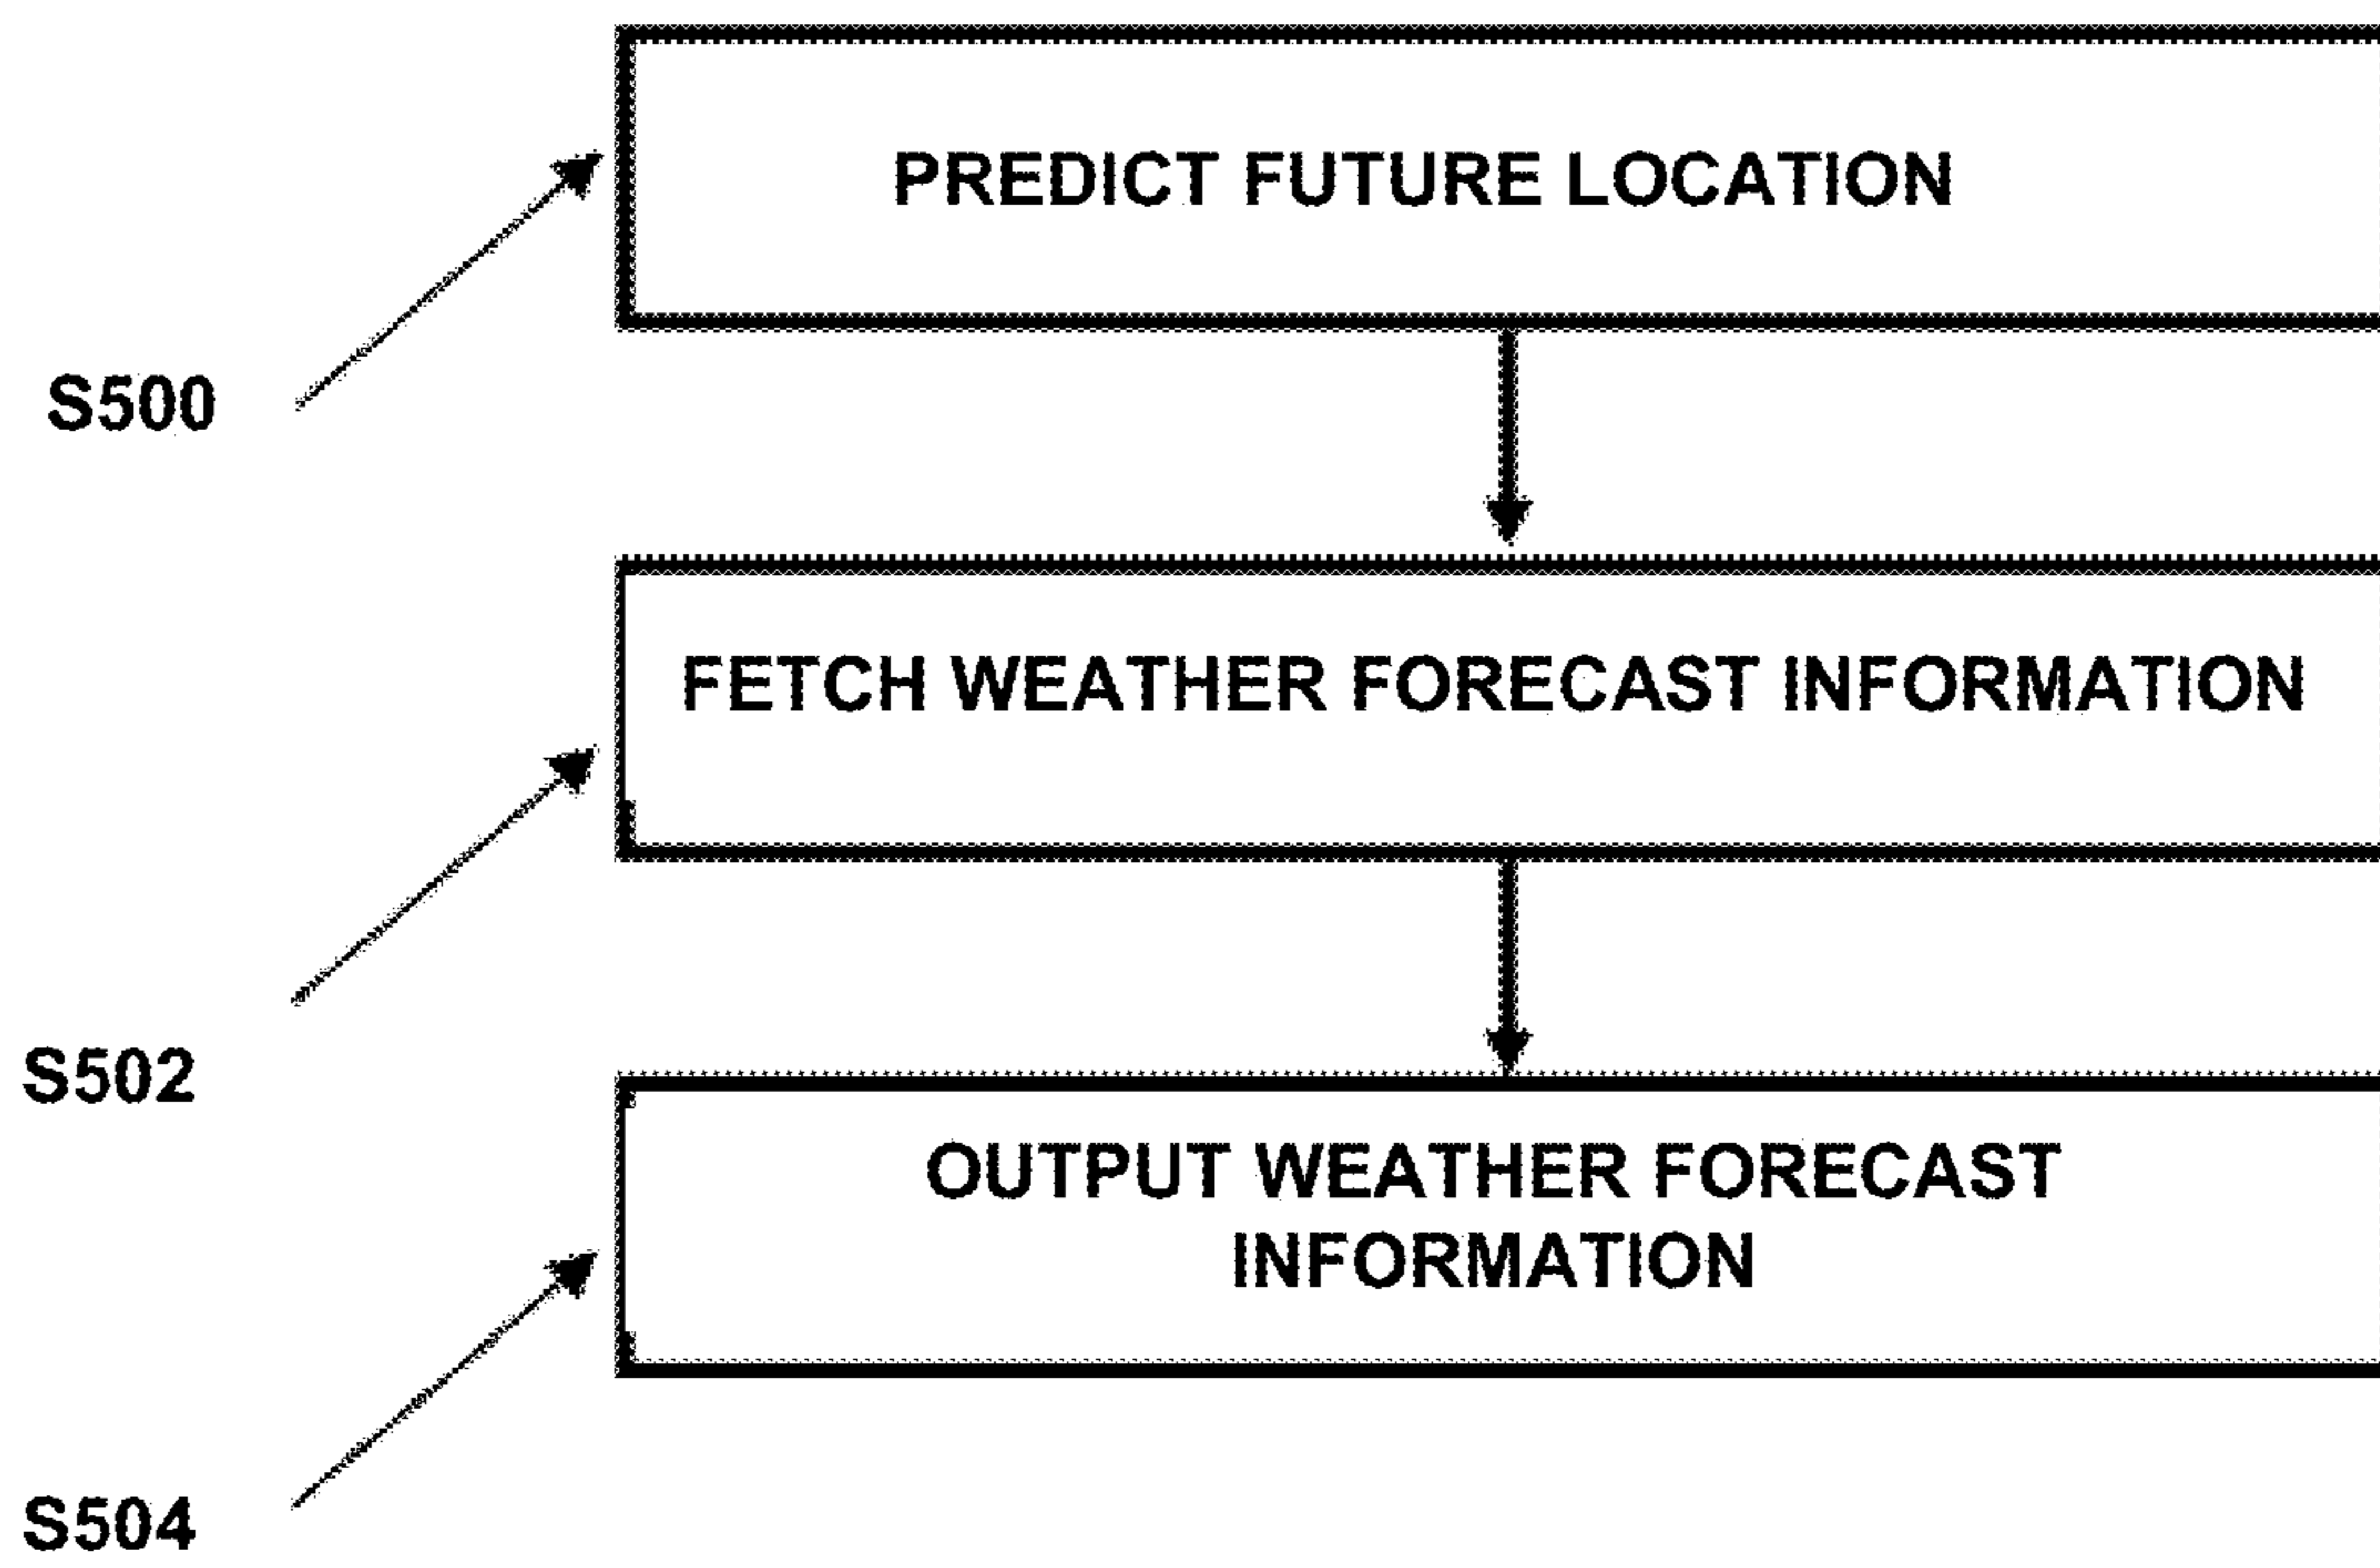 PREDICT FUTURE LOCATION
S500
FETCH WEATHER FORECAST INFORMATION
S502
OUTPUT WEATHER FORECAST
INFORMATION
S504